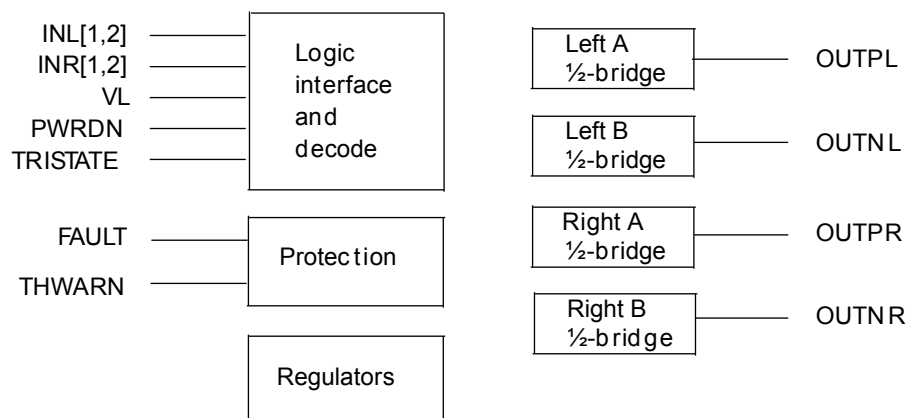 INL[1,2]
INR[1,2]
VL
PWRDN
TRISTATE
Logic
interface
and
decode
FAULT
THWARN
Protection
Regulators
Left A
½-bridge
OUTPL
Left B
½-bridge
OUTNL
Right A
½-bridge
OUTPR
Right B
½-bridge
OUTNR